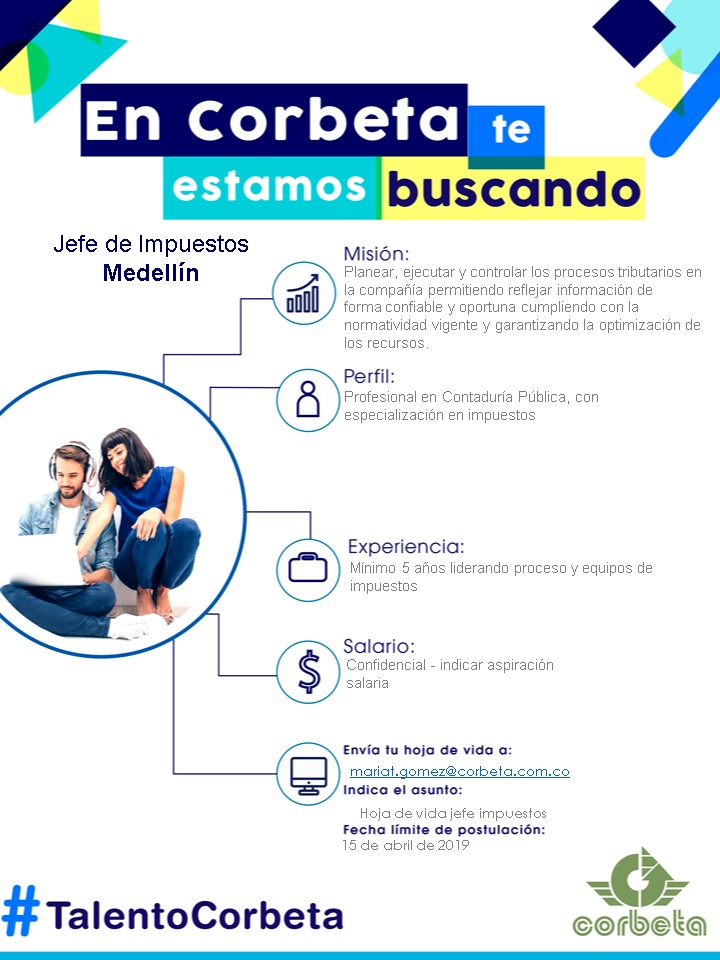 En Corbeta te
estamos buscando
Jefe de Impuestos
Medellín
Misión:
Planear, ejecutar y controlar los procesos tributarios en
la compañía permitiendo reflejar información de
forma confiable y oportuna cumpliendo con la
normatividad vigente y garantizando la optimización de
los recursos.
Perfil:
Profesional en Contaduría Pública, con
especialización en impuestos
Experiencia:
Mínimo 5 años liderando proceso y equipos de
impuestos
Salario:
Confidencial - indicar aspiración
salaria
Envía tu hoja de vida a:
mariat.gomez@corbeta.com.co
Indica el asunto:
Hoja de vida jefe impuestos
Fecha límite de postulación:
15 de abril de 2019
#TalentoCorbeta
corbeta